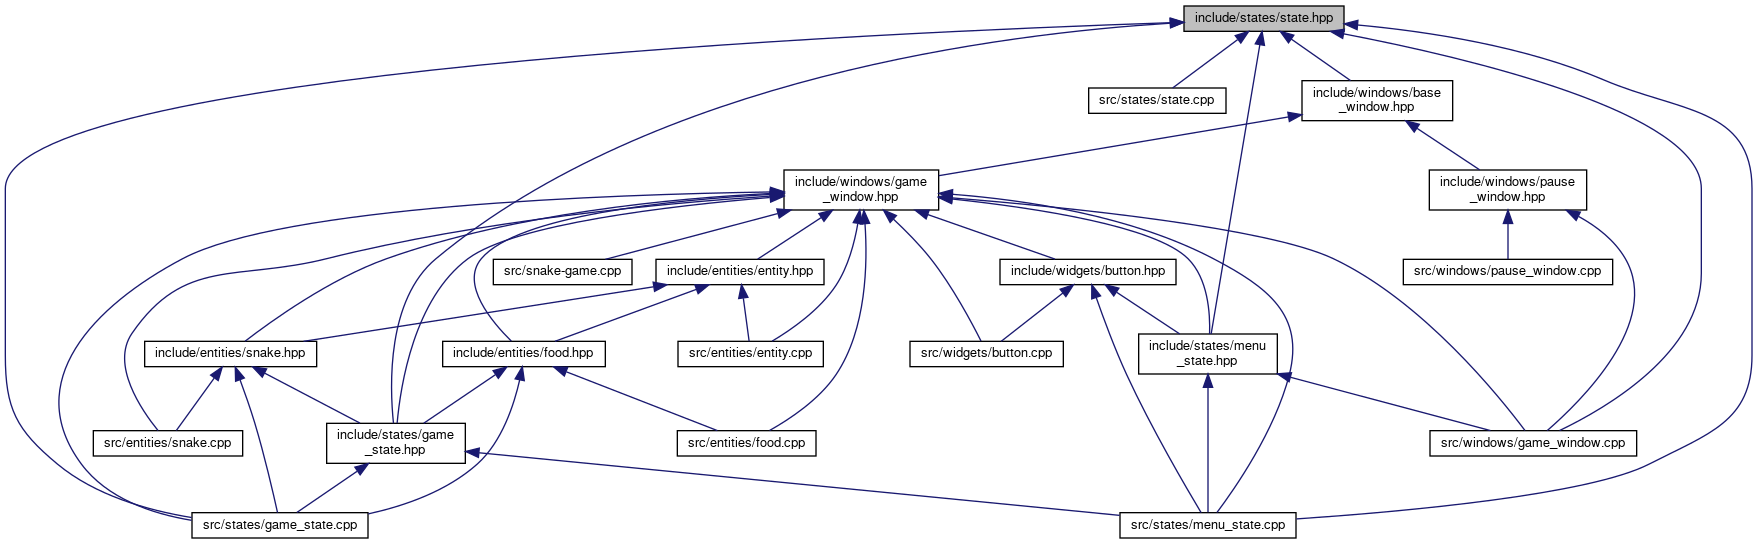 include/states/state.hpp
src/states/state.cpp
include/windows/base
_window.hpp
include/windows/game
_window.hpp
include/windows/pause
_window.hpp
src/snake-game.cpp
include/entities/entity.hpp
include/widgets/button.hpp
src/windows/pause_window.cpp
include/entities/snake.hpp
include/entities/food.hpp
src/entities/entity.cpp
src/widgets/button.cpp
include/states/menu
_state.hpp
src/entities/snake.cpp
include/states/game
_state.hpp
src/entities/food.cpp
src/windows/game_window.cpp
src/states/game_state.cpp
src/states/menu_state.cpp